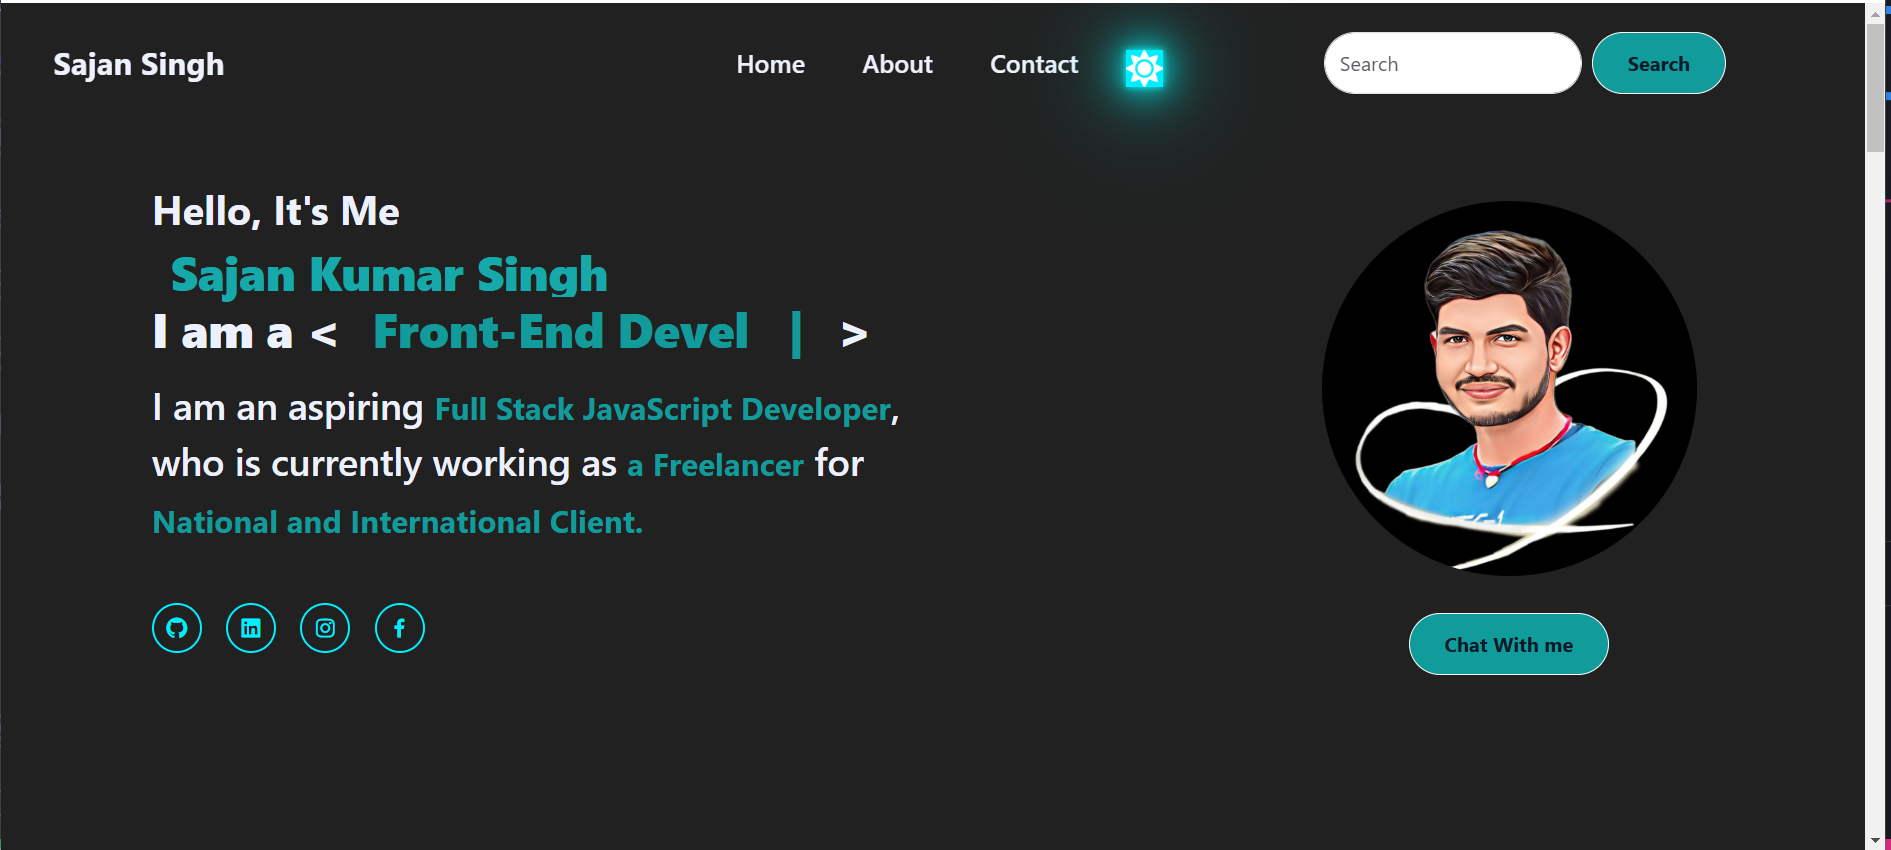 Sajan Singh
Home
About
Contact
Search
Search
Hello, It's Me
Sajan Kumar Singh
I am a < Front-End Devel | >
I am an aspiring Full Stack JavaScript Developer,
who is currently working as a Freelancer for
National and International Client.
Chat With me